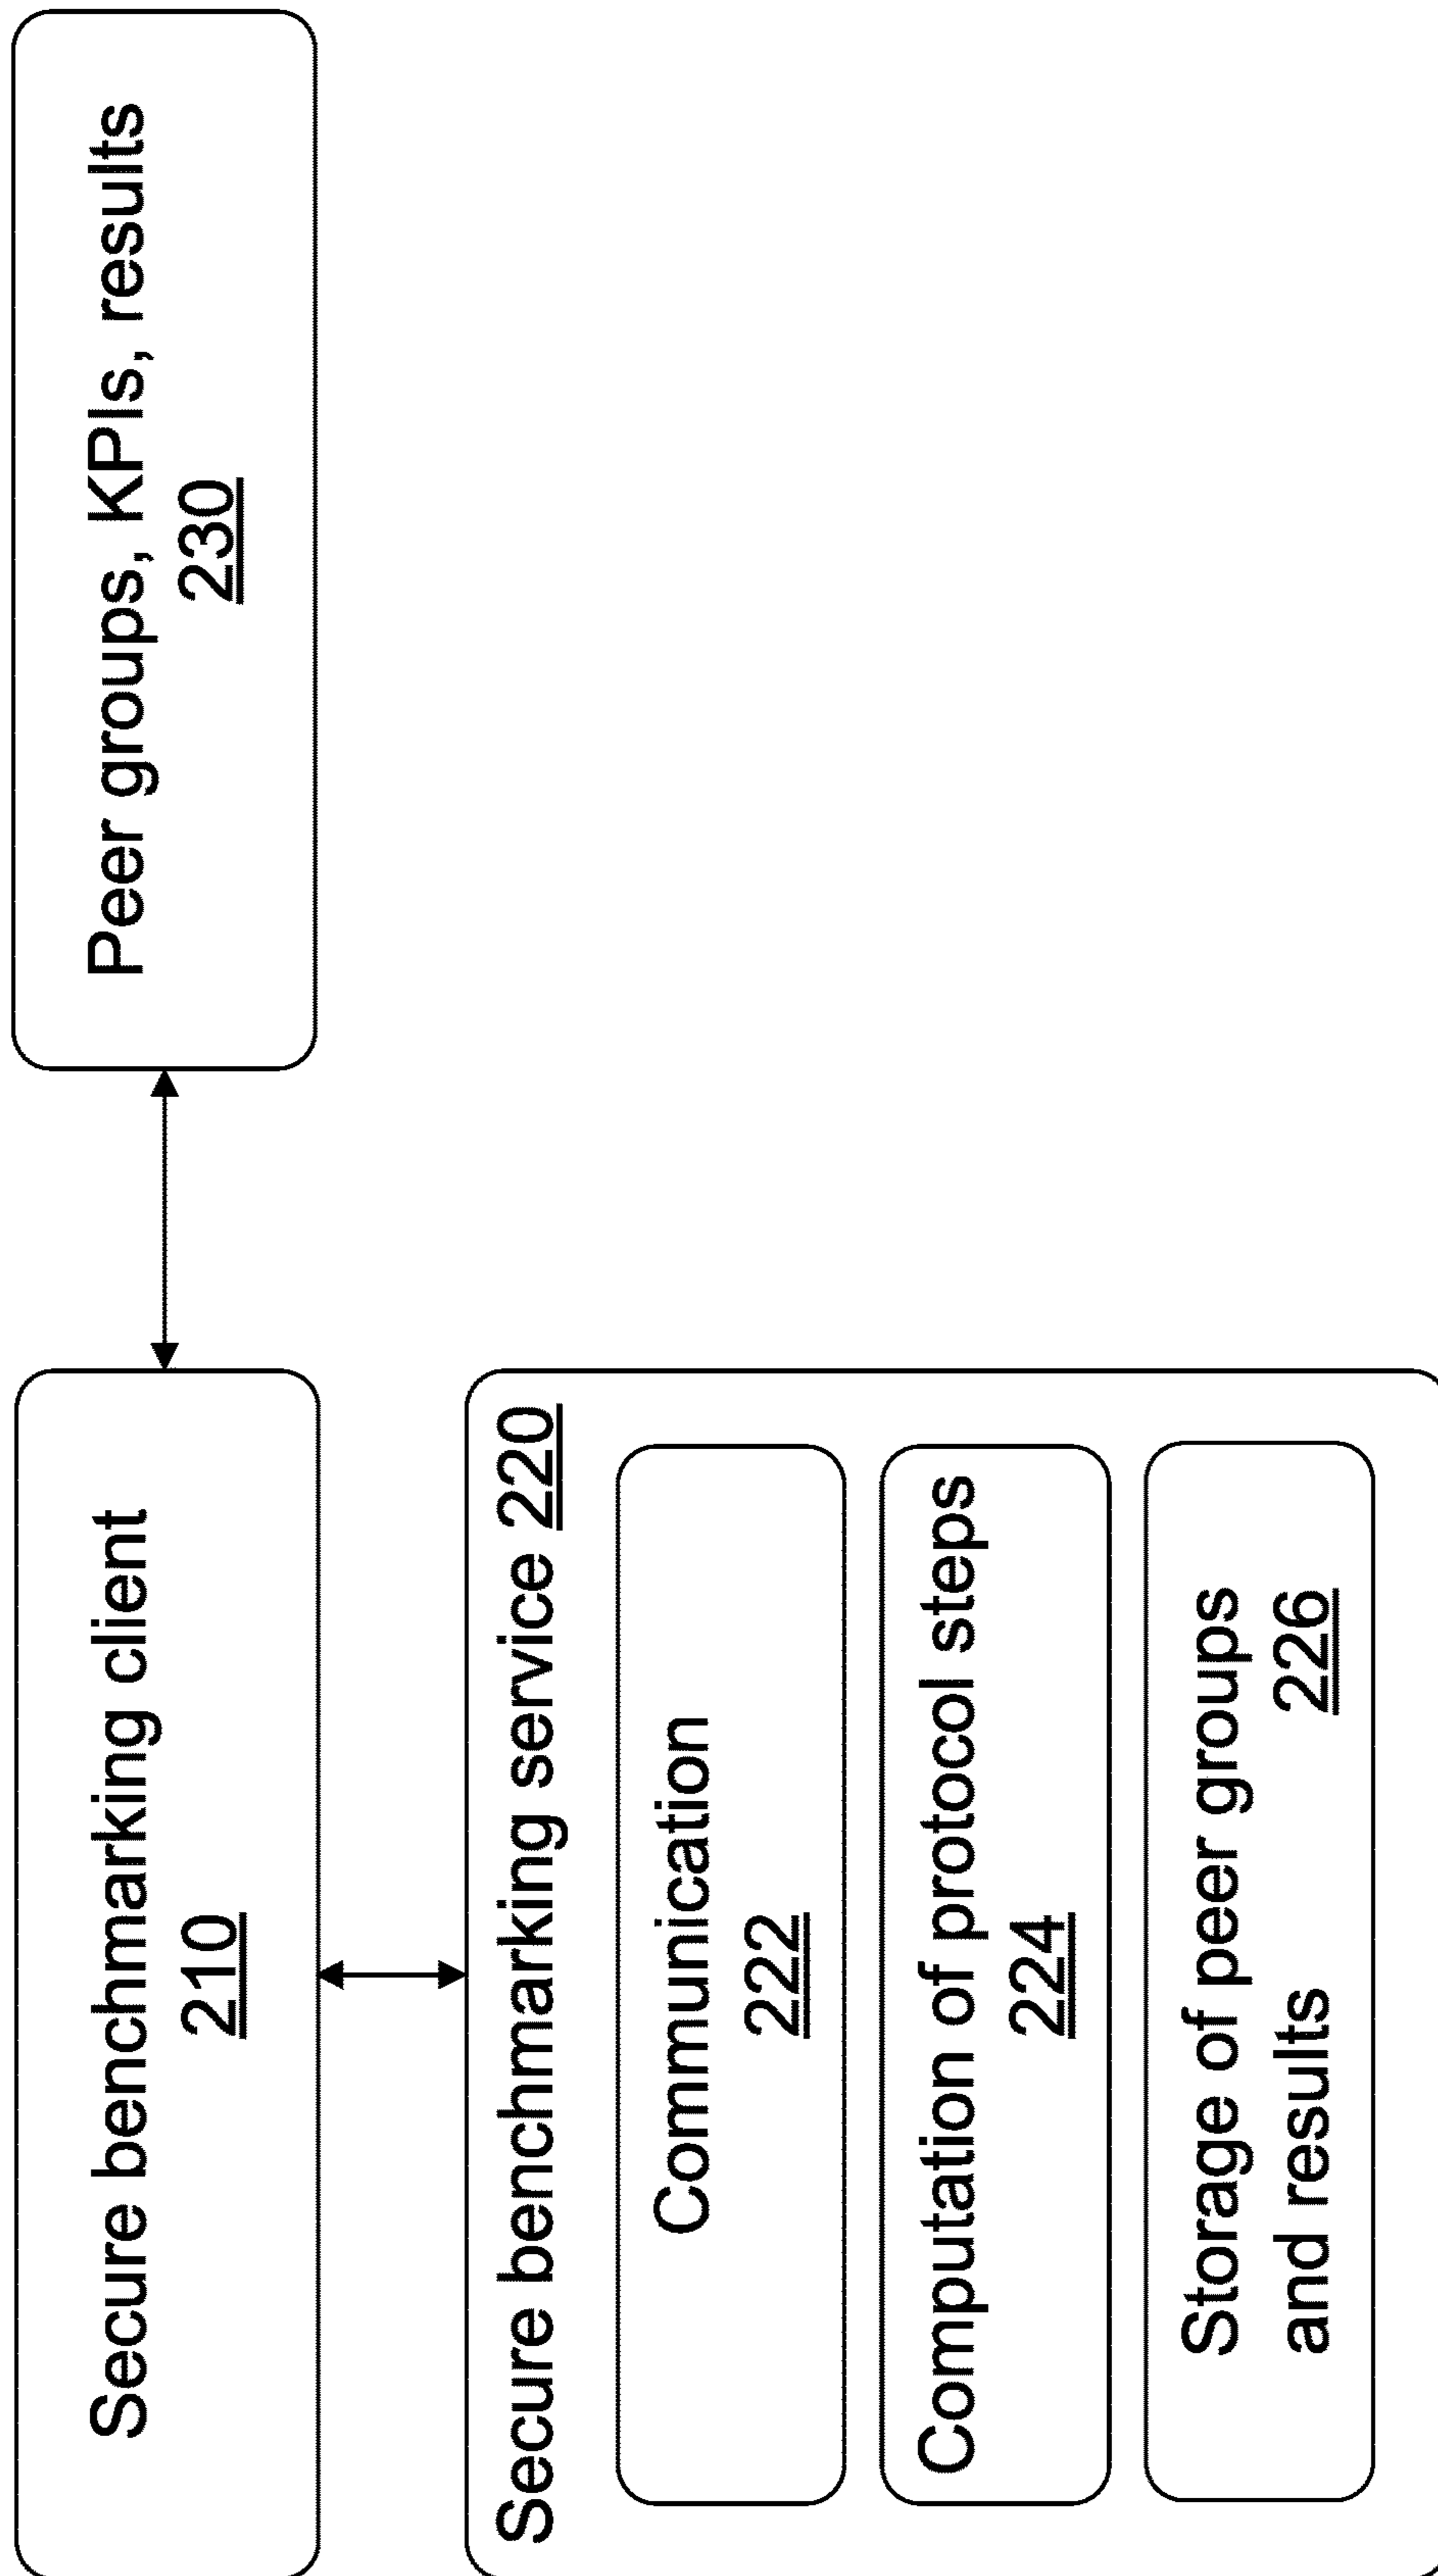 Secure benchmarking client
210
Peer groups, KPIs, results
230
Secure benchmarking service 220
Communication
222
Computation of protocol steps
224
Storage of peer groups
and results 226